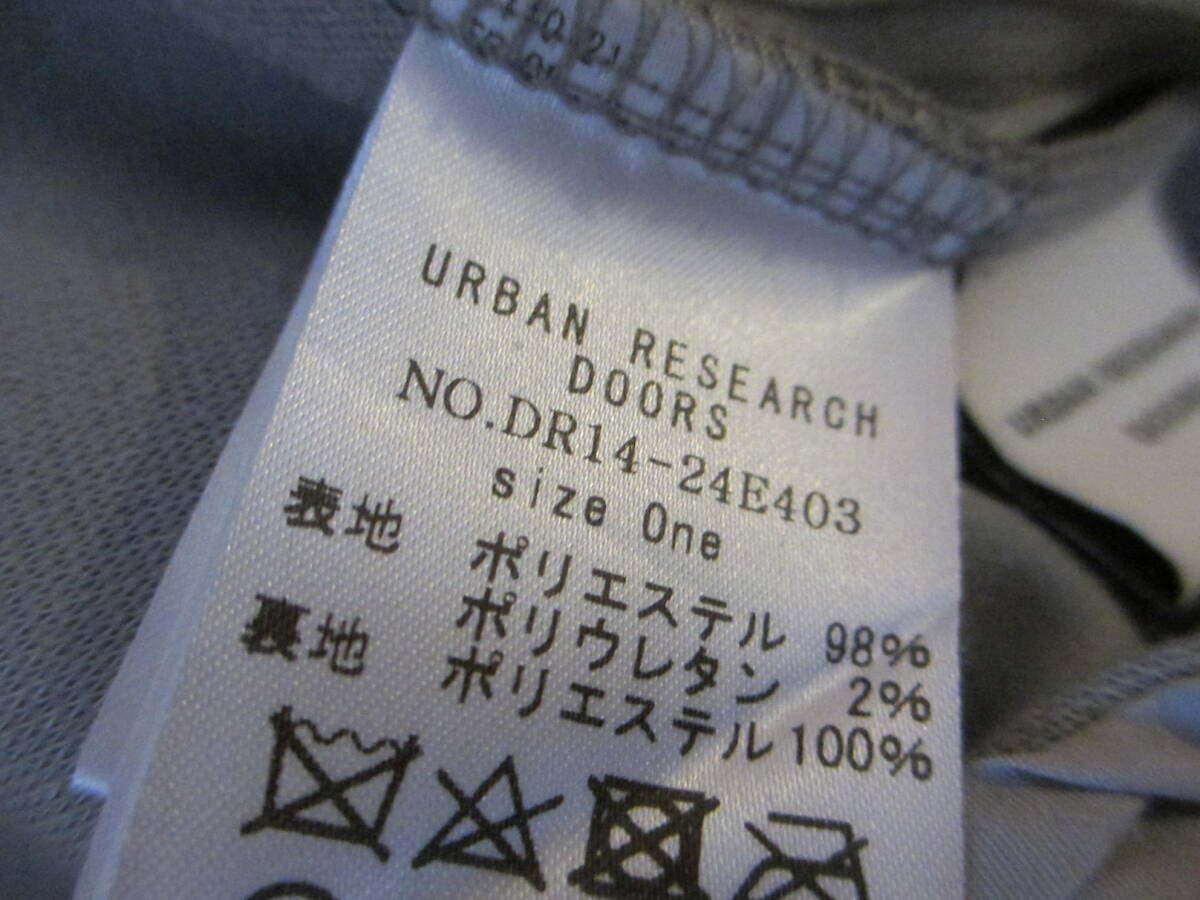 URBAN RESEARCH
DOORS
NO.DR14-24E403
size One
表地 ポリエステル 98%
ポリウレタン 2%
裏地 ポリエステル 100%
URBAN